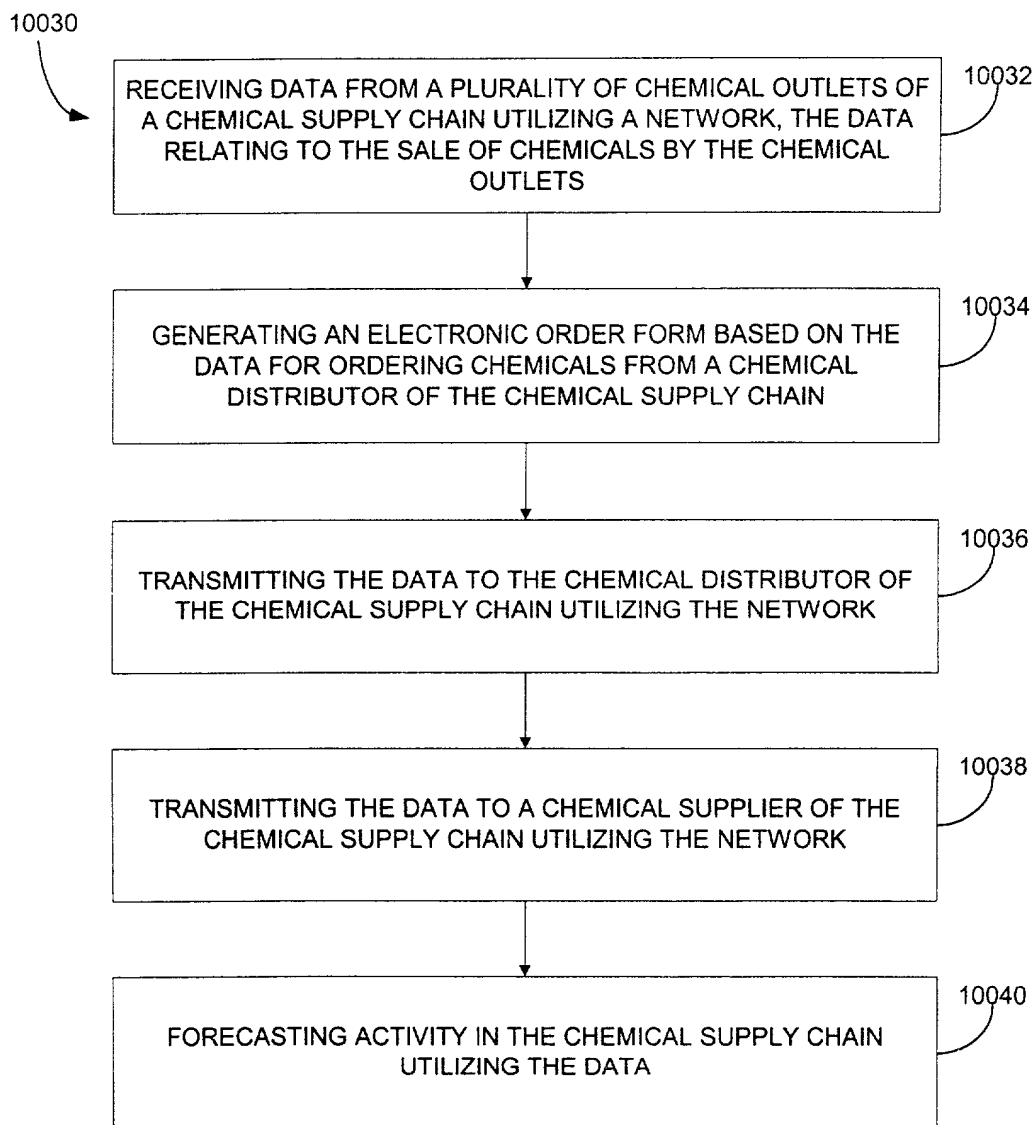 10030
RECEIVING DATA FROM A PLURALITY OF CHEMICAL OUTLETS OF
A CHEMICAL SUPPLY CHAIN UTILIZING A NETWORK, THE DATA
RELATING TO THE SALE OF CHEMICALS BY THE CHEMICAL
OUTLETS
10032
GENERATING AN ELECTRONIC ORDER FORM BASED ON THE
DATA FOR ORDERING CHEMICALS FROM A CHEMICAL
DISTRIBUTOR OF THE CHEMICAL SUPPLY CHAIN
10034
TRANSMITTING THE DATA TO THE CHEMICAL DISTRIBUTOR OF
THE CHEMICAL SUPPLY CHAIN UTILIZING THE NETWORK
10036
TRANSMITTING THE DATA TO A CHEMICAL SUPPLIER OF THE
CHEMICAL SUPPLY CHAIN UTILIZING THE NETWORK
10038
FORECASTING ACTIVITY IN THE CHEMICAL SUPPLY CHAIN
UTILIZING THE DATA
10040